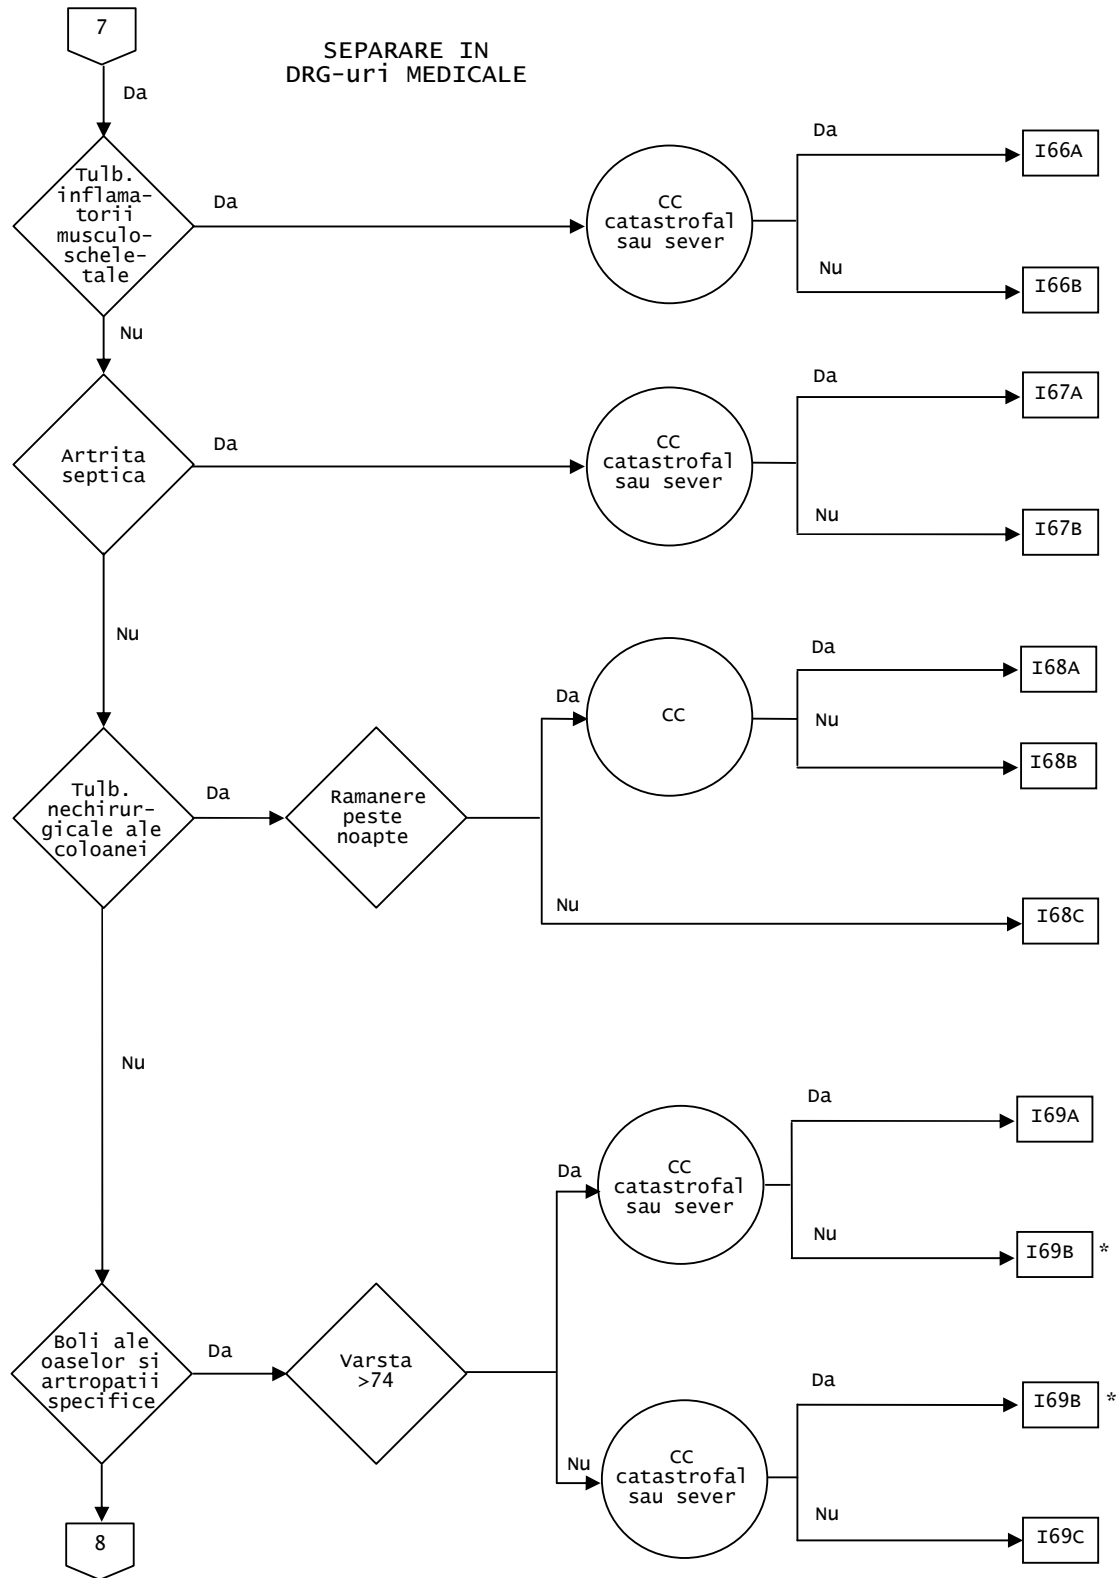 7
SEPARARE IN
DRG-uri MEDICALE
Da
Tulb.
inflama-
torii
musculo-
schele-
tale
Da
CC
catastrofal
sau sever
Da
I66A
Nu
I66B
Nu
Artrita
septica
Da
CC
catastrofal
sau sever
Da
I67A
Nu
I67B
Nu
Tulb.
nechirur-
gicale ale
coloanei
Da
Ramanere
peste
noapte
Da
CC
Da
I68A
Nu
I68B
Nu
I68C
Nu
Boli ale
oaselor si
artropatii
specifice
Da
Varsta
>74
Da
CC
catastrofal
sau sever
Da
I69A
Nu
I69B *
Nu
CC
catastrofal
sau sever
Da
I69B *
Nu
I69C
8